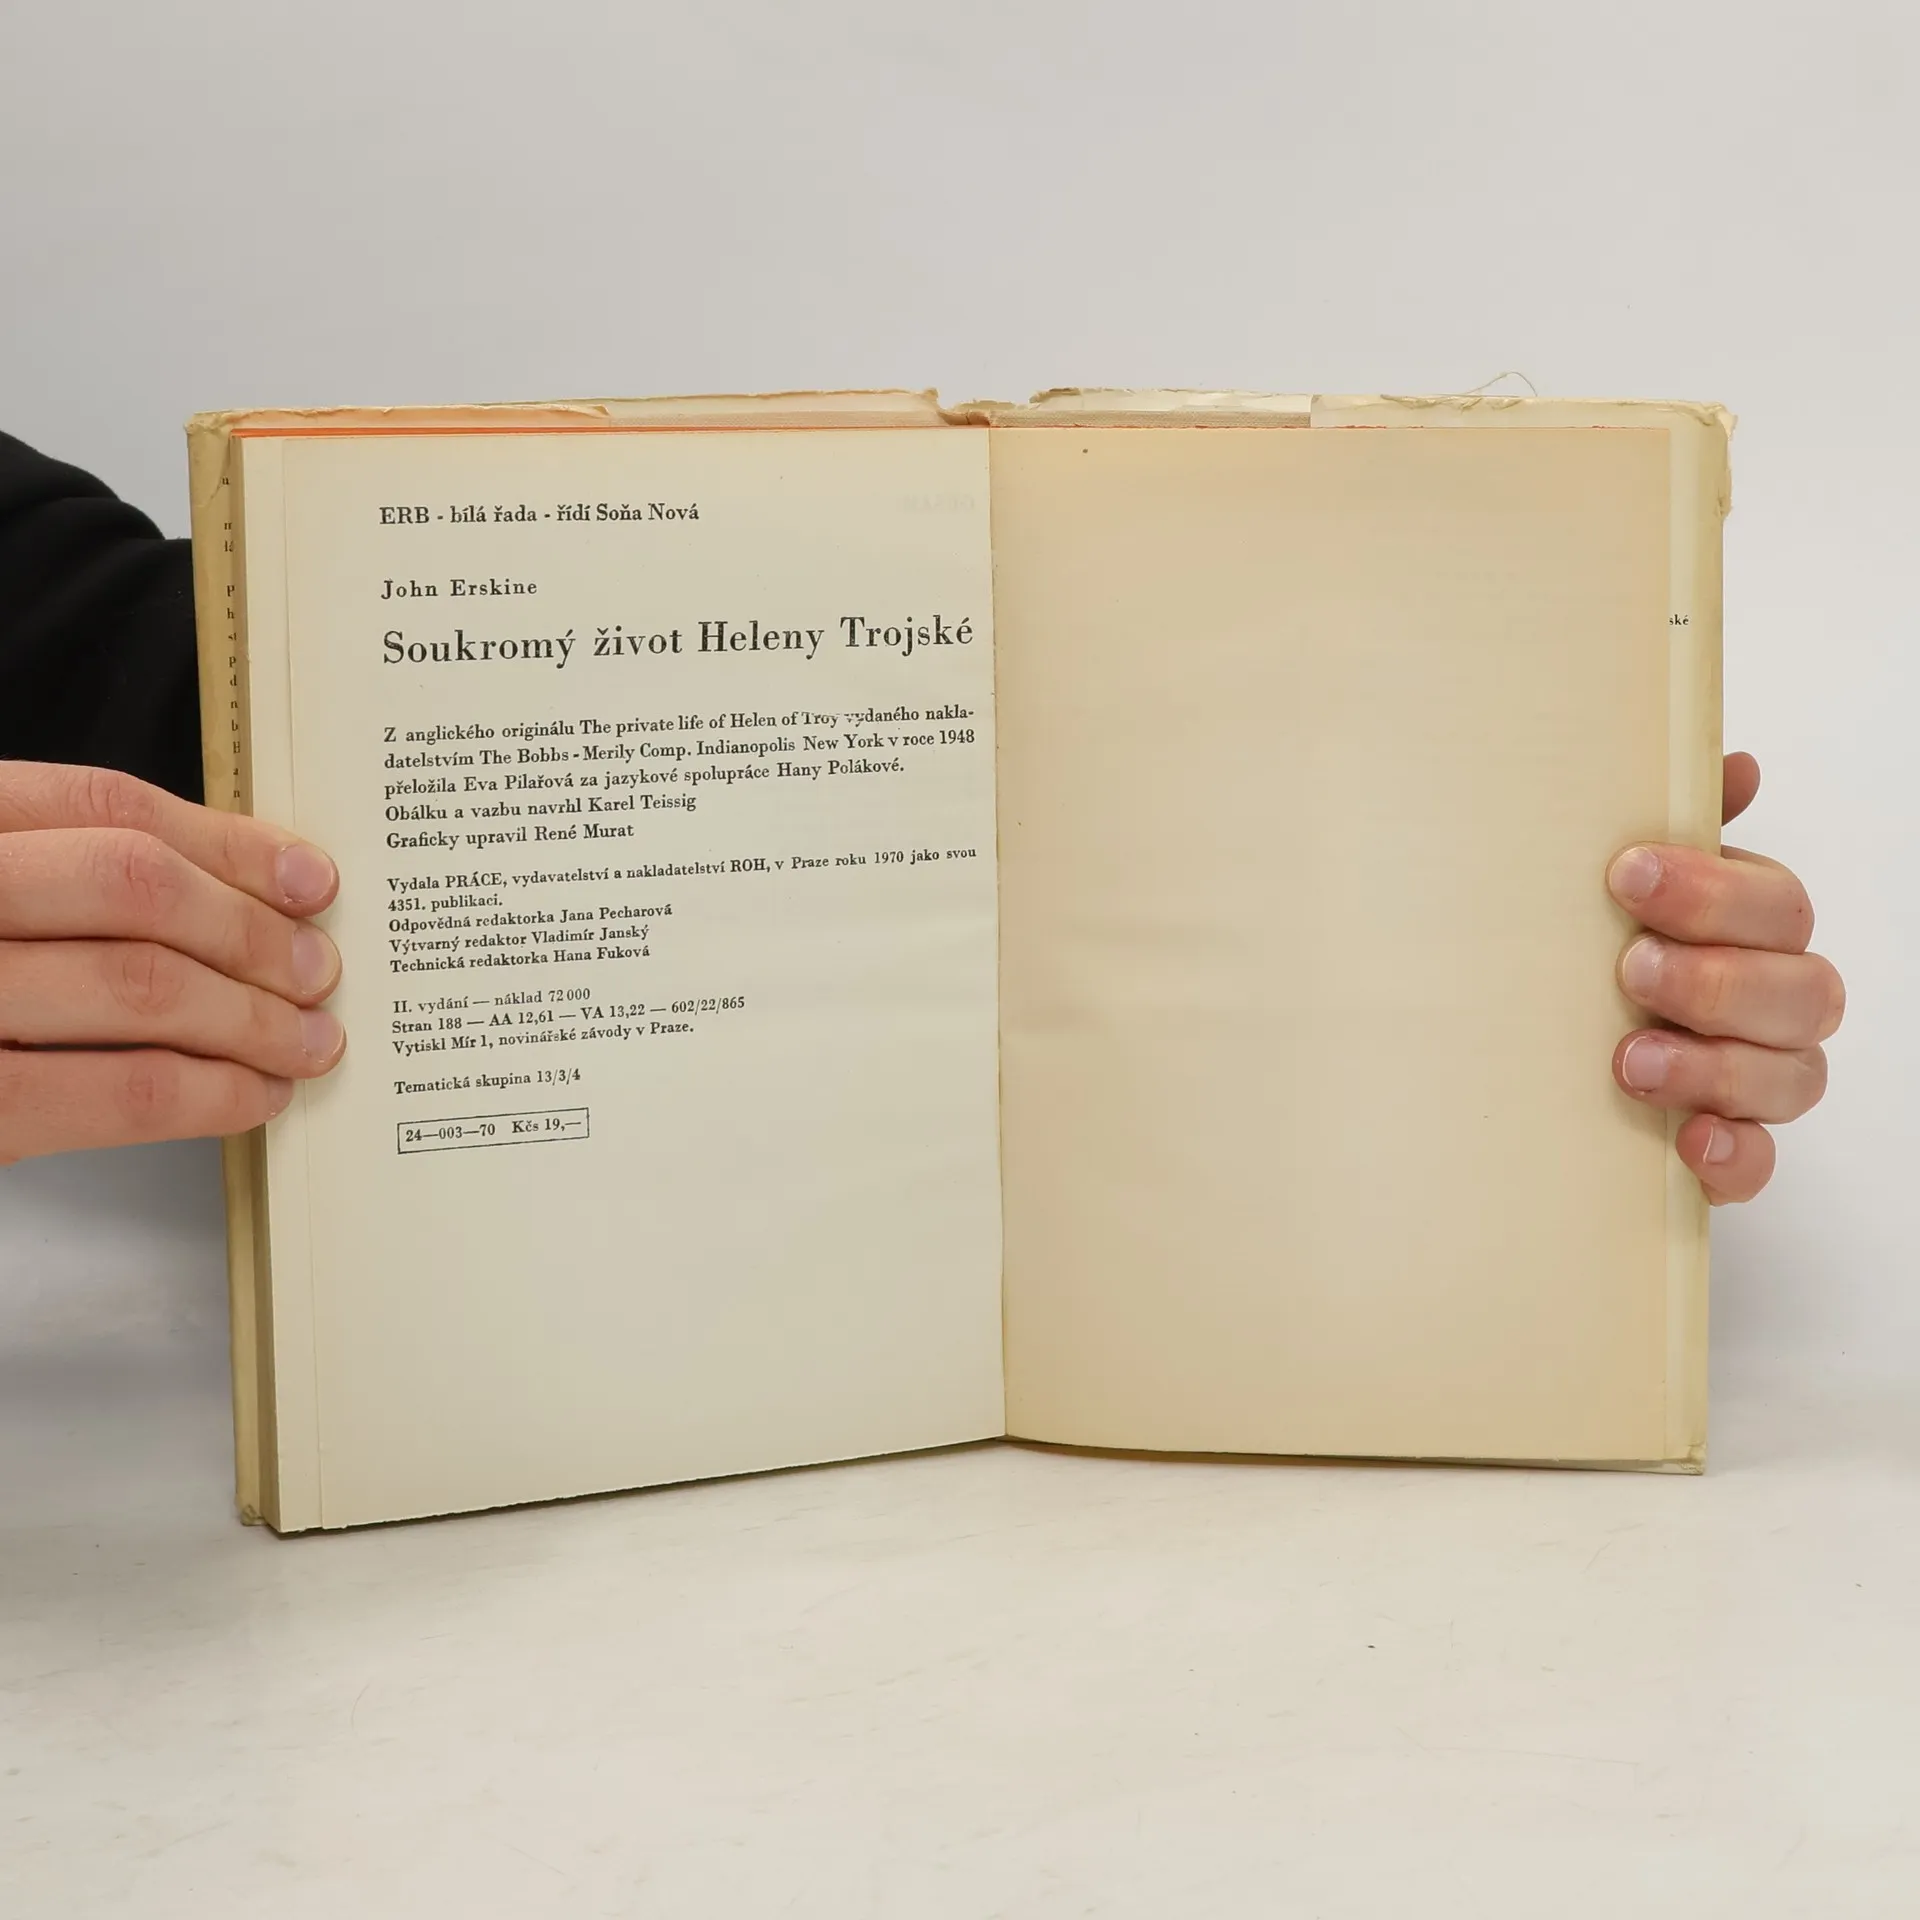 ERB - bílá řada - řídí Soňa Nová
John Erskine
Soukromý život Heleny Trojské
Z anglického originálu The private life of Helen of Troy vydaného nakla-
datelstvím The Bobbs - Merily Comp. Indianopolis New York v roce 1948
přeložila Eva Pilařová za jazykové spolupráce Hany Polákové.
Obálku a vazbu navrhl Karel Teissig
Graficky upravil René Murat
Vydala PRÁCE, vydavatelství a nakladatelství ROH, v Praze roku 1970 jako svou
4351. publikaci.
Odpovědná redaktorka Jana Pecharová
Výtvarný redaktor Vladimír Janský
Technická redaktorka Hana Fuková
II. vydání — náklad 72 000
Stran 188 — AA 12,61 — VA 13,22 — 602/22/865
Vytiskl Mír 1, novinářské závody v Praze.
Tematická skupina 13/3/4
24—003—70 Kčs 19,—
ské